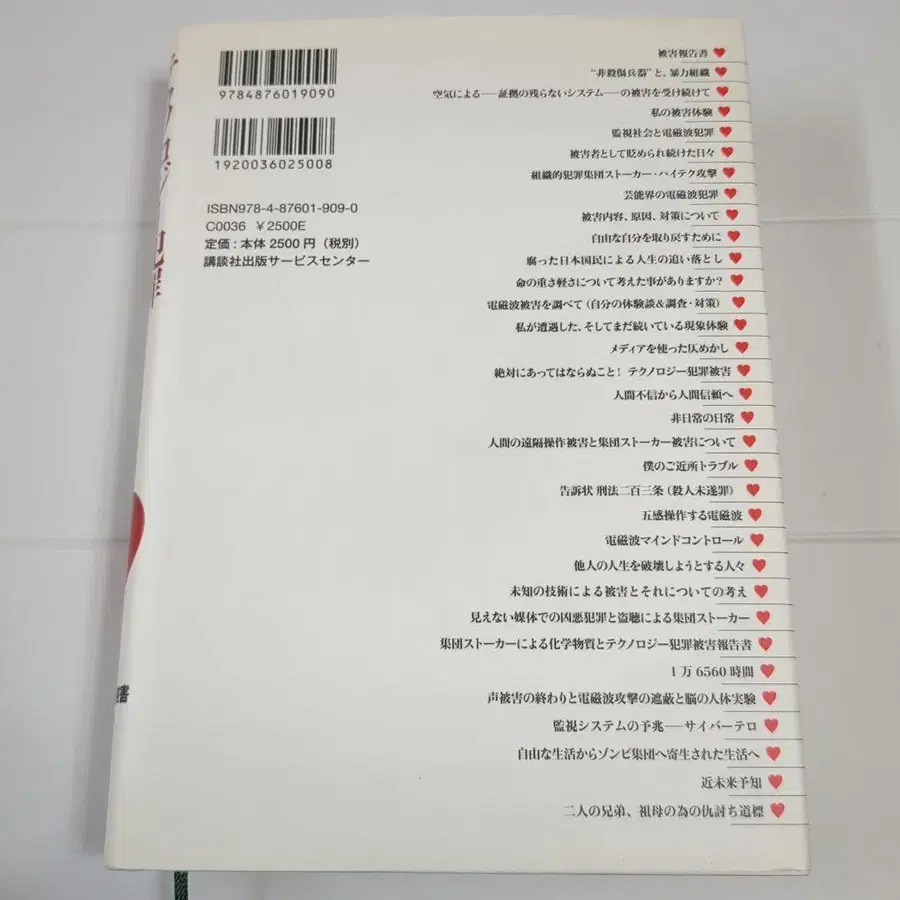 9784876019090
1920036025008
ISBN978-4-87601-909-0
C0036 ￥2500E
定価：本体2500円（税別）
講談社出版サービスセンター
被害報告書
“非殺傷兵器”と、暴力組織
空気による──証拠の残らないシステム──の被害を受け続けて
私の被害体験
監視社会と電磁波犯罪
被害者として貶められ続けた日々
組織的犯罪集団ストーカー・ハイテク攻撃
芸能界の電磁波犯罪
被害内容、原因、対策について
自由な自分を取り戻すために
腐った日本国民による人生の追い落とし
命の重さ軽さについて考えた事がありますか？
電磁波被害を調べて（自分の体験談＆調査・対策）
私が遭遇した、そしてまだ続いている現象体験
メディアを使った仄めかし
絶対にあってはならぬこと！ テクノロジー犯罪被害
人間不信から人間信頼へ
非日常の日常
人間の遠隔操作被害と集団ストーカー被害について
僕のご近所トラブル
告訴状 刑法二百三条（殺人未遂罪）
五感操作する電磁波
電磁波マインドコントロール
他人の人生を破壊しようとする人々
未知の技術による被害とそれについての考え
見えない媒体での凶悪犯罪と盗聴による集団ストーカー
集団ストーカーによる化学物質とテクノロジー犯罪被害報告書
1万6560時間
声被害の終わりと電磁波攻撃の遮蔽と脳の人体実験
監視システムの予兆──サイバーテロ
自由な生活からゾンビ集団へ寄生された生活へ
近未来予知
二人の兄弟、祖母の為の仇討ち道標